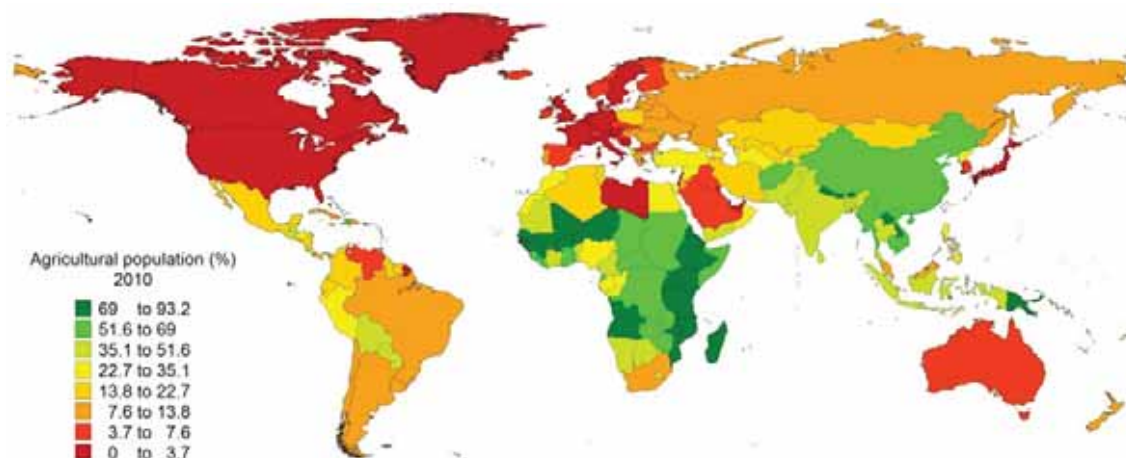 Agricultural population (%)
2010
69 to 93.2
51.6 to 69
35.1 to 51.6
22.7 to 35.1
13.8 to 22.7
7.6 to 13.8
3.7 to 7.6
0 to 3.7